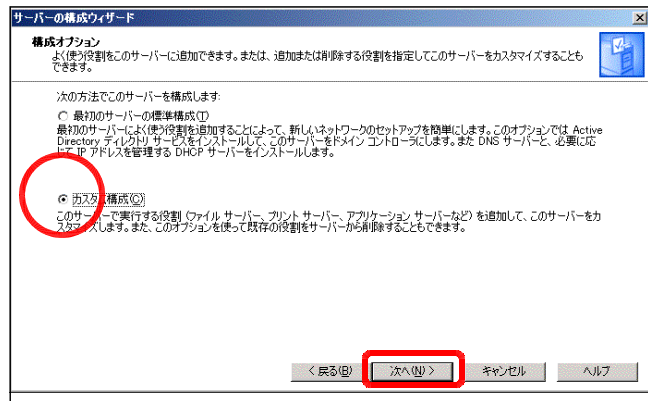 サーバーの構成ウィザード
構成オプション
よく使う役割をこのサーバーに追加できます。または、追加または削除する役割を指定してこのサーバーをカスタマイズすることも
できます。
次の方法でこのサーバーを構成します:
最初のサーバーの標準構成(T)
最初のサーバーによく使う役割を追加することによって、新しいネットワークのセットアップを簡単にします。このオプションでは Active
Directory ディレクトリ サービスをインストールして、このサーバーをドメイン コントローラにします。また DNS サーバーと、必要に応
じて IP アドレスを管理する DHCP サーバーをインストールします。
カスタム構成(C)
このサーバーで実行する役割 (ファイル サーバー、プリント サーバー、アプリケーション サーバーなど) を追加して、このサーバーをカ
スタマイズします。また、このオプションを使って既存の役割をサーバーから削除することもできます。
< 戻る(B) 次へ(N) > キャンセル ヘルプ